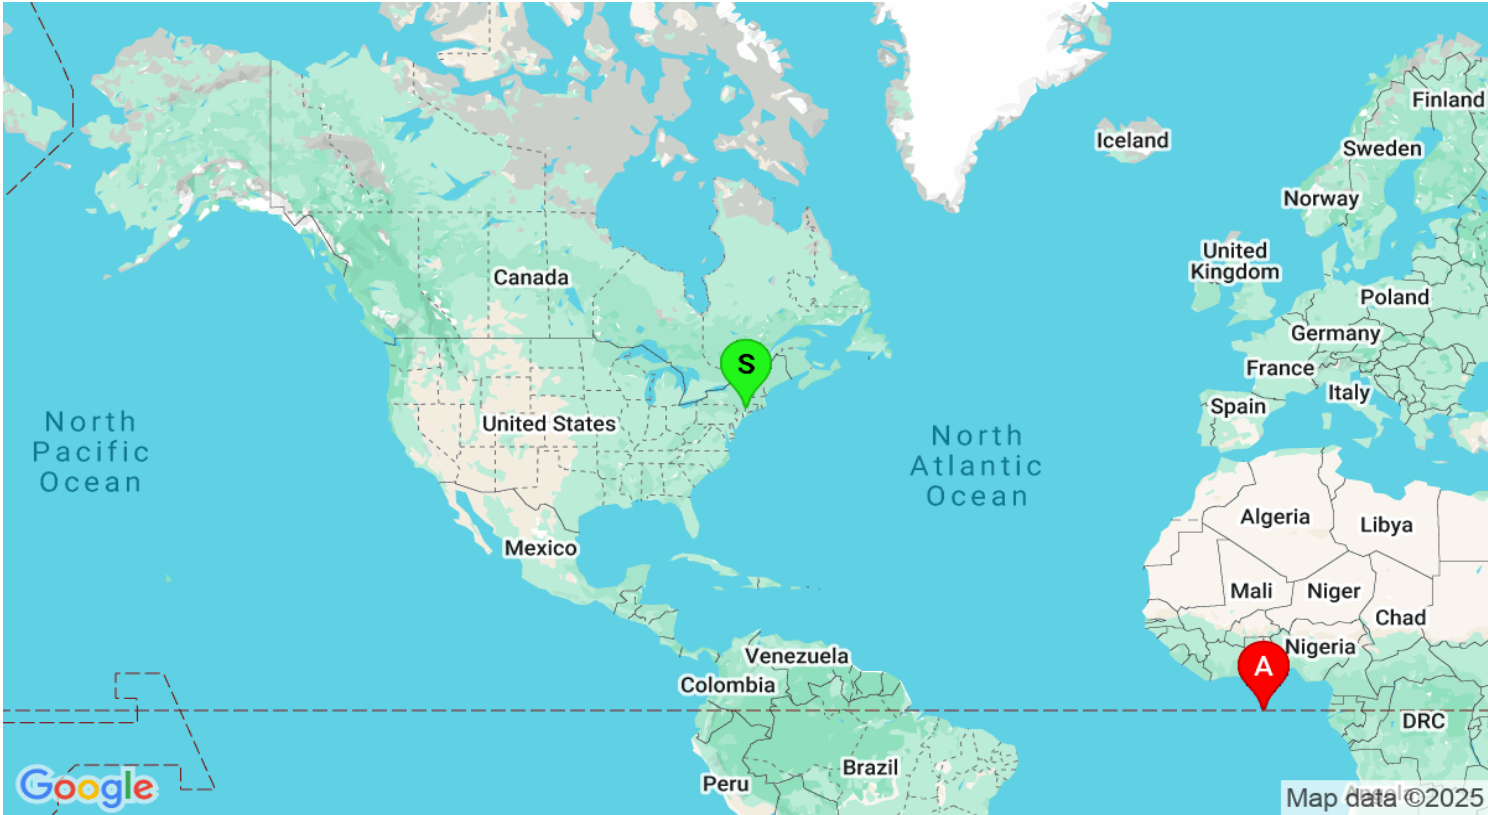 Finland
Iceland
Sweden
Norway
United
Kingdom
Canada
Poland
Germany
S
France
Italy
Spain
North
Pacific
Ocean
United States
North
Atlantic
Ocean
Algeria
Libya
Mexico
Mali
Niger
Chad
Nigeria
Venezuela
A
Colombia
DRC
Brazil
Peru
Google
Angola
Map data ©2025